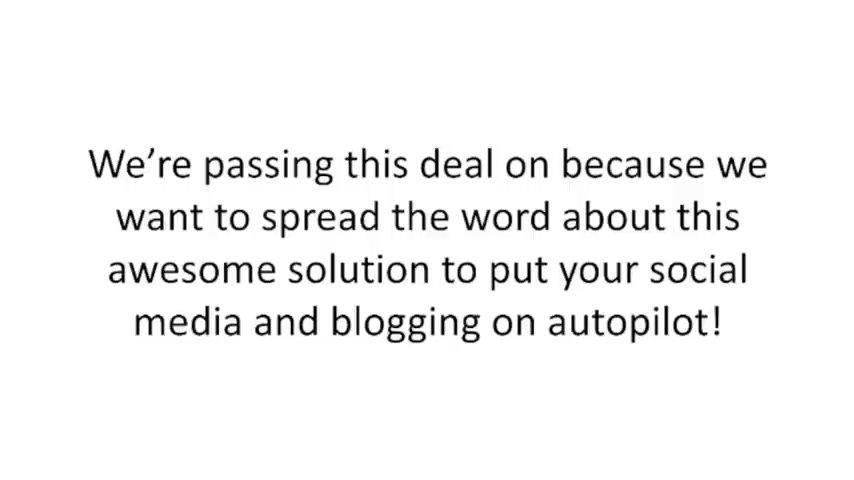 We’re passing this deal on because we
want to spread the word about this
awesome solution to put your social
media and blogging on autopilot!